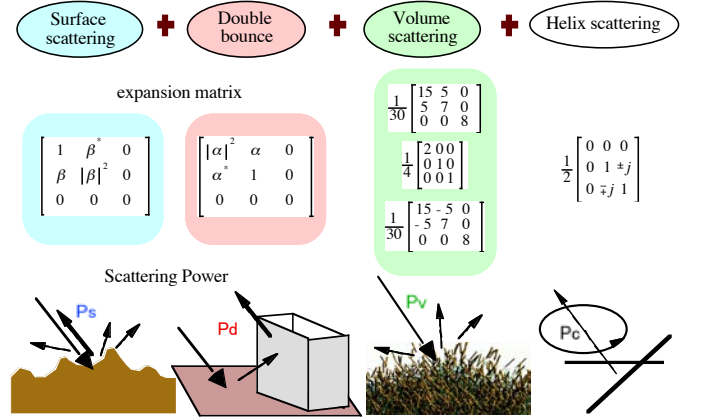 Surface
scattering
+
Double
bounce
+
Volume
scattering
+
Helix scattering
expansion matrix
1 β* 0
β |β|² 0
0 0 0
|α|² α 0
α* 1 0
0 0 0
1/30
15 5 0
5 7 0
0 0 8
1/4
2 0 0
0 1 0
0 0 1
1/30
15 - 5 0
- 5 7 0
0 0 8
1/2
0 0 0
0 1 ±j
0 ∓j 1
Scattering Power
Ps
Pd
Pv
Pc